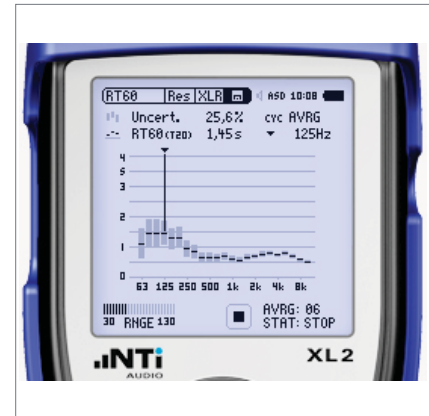 RT60 Res XLR ASD 10:08
Uncert. 25,6% cyc AVRG
RT60(T20) 1,45s 125Hz
4
s
3
2
1
0
63 125 250 500 1k 2k 4k 8k
30 RNGE 130
AVRG: 06
STAT: STOP
NTi
AUDIO
XL2